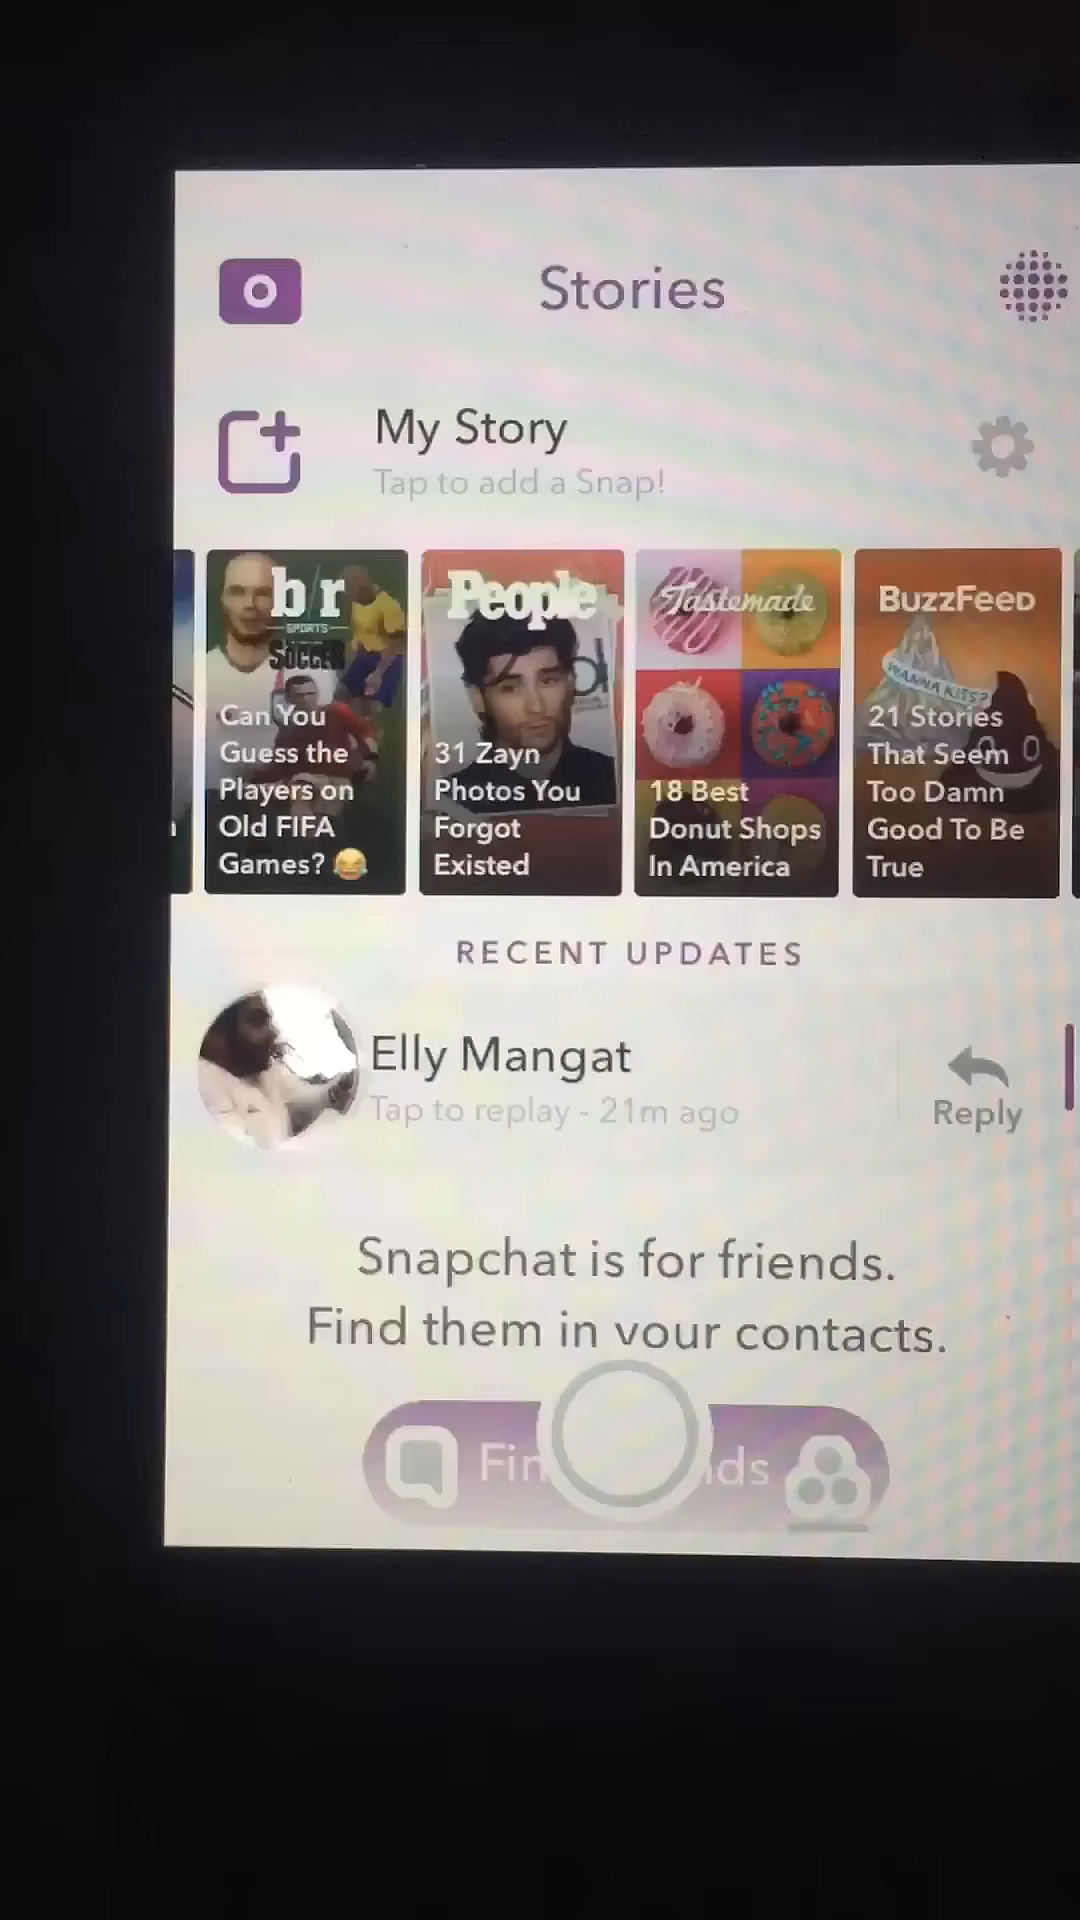 Stories
My Story
Tap to add a Snap!
b/r
SPORTS
SOCCER
Can You
Guess the
Players on
Old FIFA
Games? 😂
People
31 Zayn
Photos You
Forgot
Existed
Tastemade
18 Best
Donut Shops
In America
BuzzFeeD
WANNA KISS?
21 Stories
That Seem
Too Damn
Good To Be
True
RECENT UPDATES
Elly Mangat
Tap to replay - 21m ago
Reply
Snapchat is for friends.
Find them in your contacts.